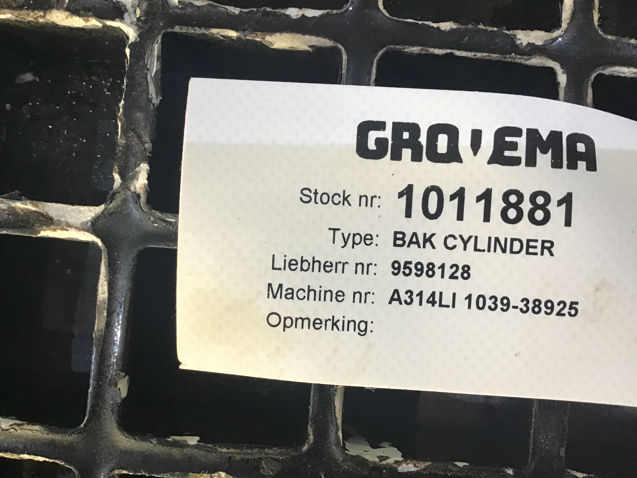 GROVEMA
Stock nr: 1011881
Type: BAK CYLINDER
Liebherr nr: 9598128
Machine nr: A314LI 1039-38925
Opmerking: